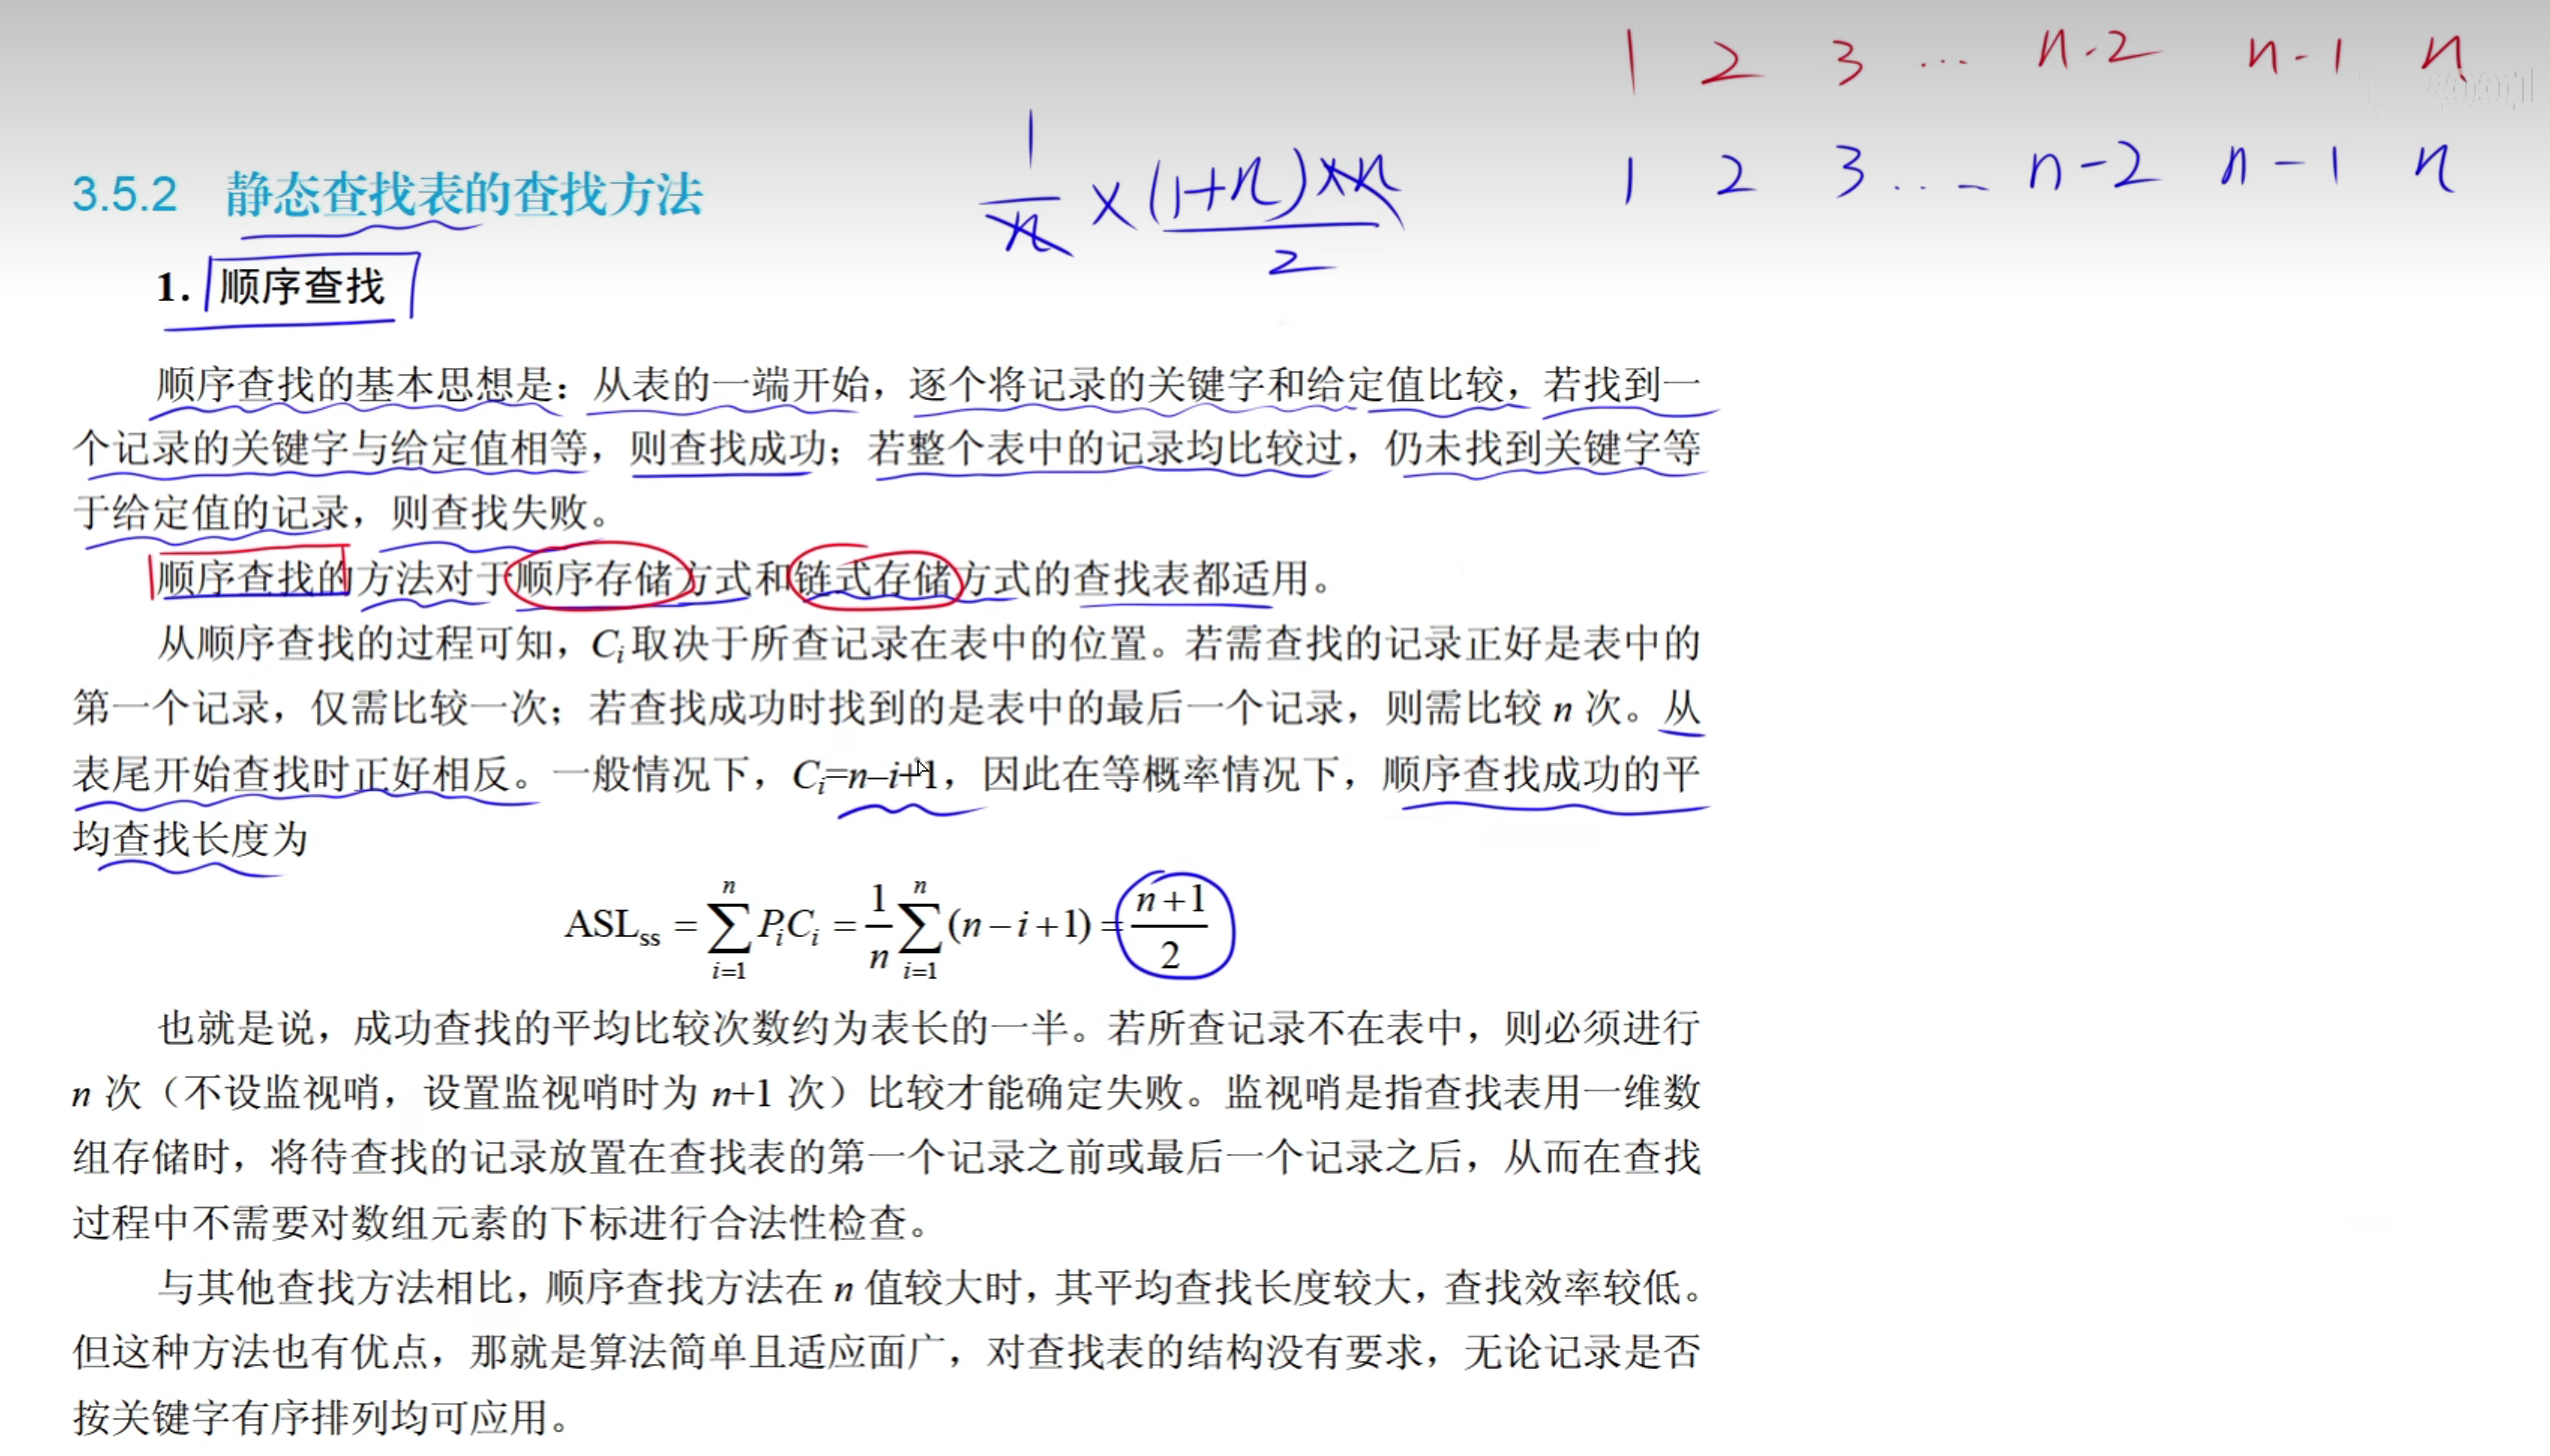 1 2 3 … n-2 n-1 n
1 2 3 … n-2 n-1 n
1/n × (1+n)×n/2
3.5.2 静态查找表的查找方法
1. 顺序查找
顺序查找的基本思想是：从表的一端开始，逐个将记录的关键字和给定值比较，若找到一
个记录的关键字与给定值相等，则查找成功；若整个表中的记录均比较过，仍未找到关键字等
于给定值的记录，则查找失败。
顺序查找的方法对于顺序存储方式和链式存储方式的查找表都适用。
从顺序查找的过程可知，Cᵢ取决于所查记录在表中的位置。若需查找的记录正好是表中的
第一个记录，仅需比较一次；若查找成功时找到的是表中的最后一个记录，则需比较 n 次。从
表尾开始查找时正好相反。一般情况下，Cᵢ=n–i+1，因此在等概率情况下，顺序查找成功的平
均查找长度为
ASLss = ∑_{i=1}^{n} PᵢCᵢ = 1/n ∑_{i=1}^{n} (n−i+1) = (n+1)/2
也就是说，成功查找的平均比较次数约为表长的一半。若所查记录不在表中，则必须进行
n 次（不设监视哨，设置监视哨时为 n+1 次）比较才能确定失败。监视哨是指查找表用一维数
组存储时，将待查找的记录放置在查找表的第一个记录之前或最后一个记录之后，从而在查找
过程中不需要对数组元素的下标进行合法性检查。
与其他查找方法相比，顺序查找方法在 n 值较大时，其平均查找长度较大，查找效率较低。
但这种方法也有优点，那就是算法简单且适应面广，对查找表的结构没有要求，无论记录是否
按关键字有序排列均可应用。